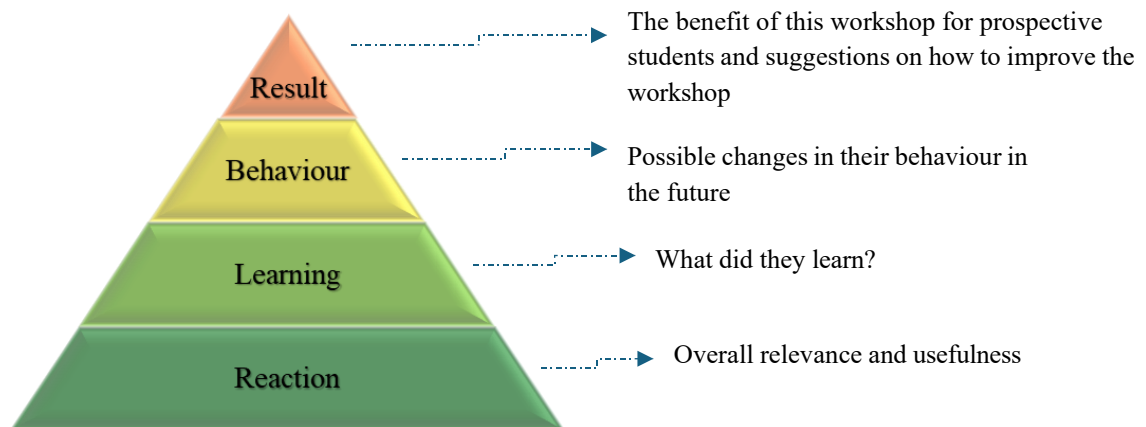 The benefit of this workshop for prospective
students and suggestions on how to improve the
workshop
Result
Possible changes in their behaviour in
the future
Behaviour
What did they learn?
Learning
Overall relevance and usefulness
Reaction